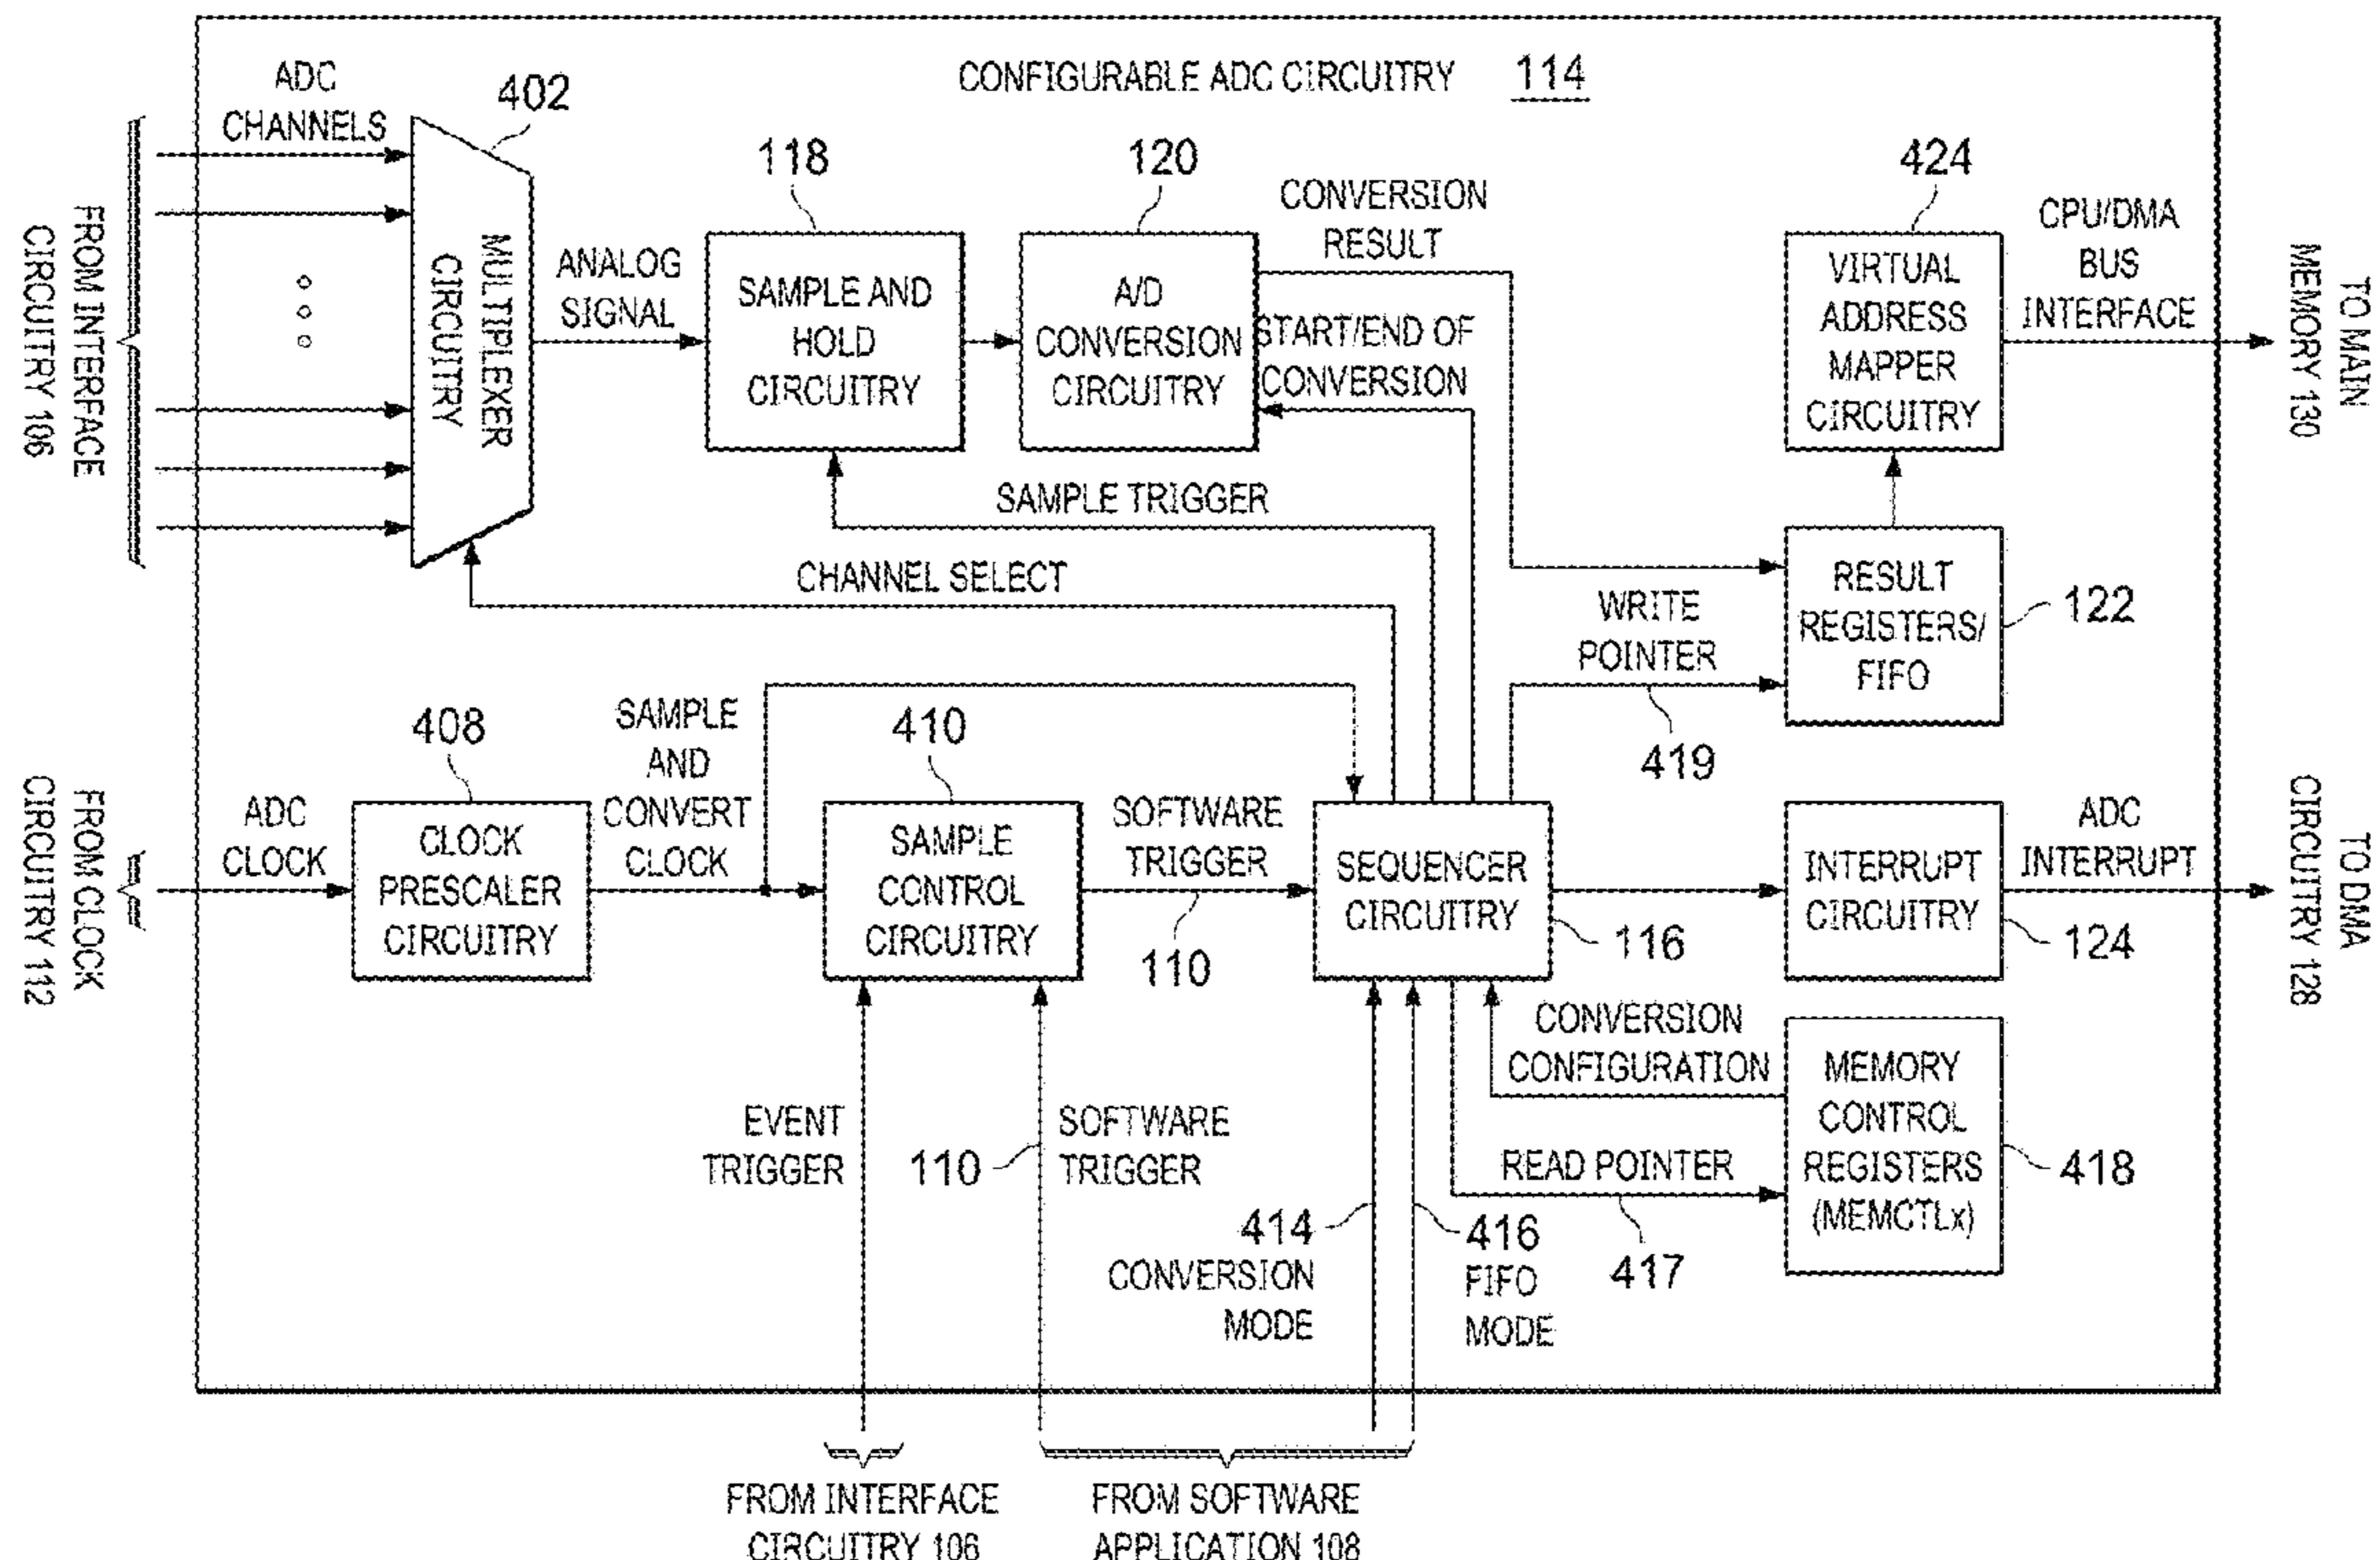 CONFIGURABLE ADC CIRCUITRY 114
ADC
CHANNELS
402
118
120
424
FROM INTERFACE
CIRCUITRY 106
MULTIPLEXER
CIRCUITRY
ANALOG
SIGNAL
SAMPLE AND
HOLD
CIRCUITRY
A/D
CONVERSION
CIRCUITRY
CONVERSION
RESULT
START/END OF
CONVERSION
VIRTUAL
ADDRESS
MAPPER
CIRCUITRY
CPU/DMA
BUS
INTERFACE
TO MAIN
MEMORY 130
SAMPLE TRIGGER
CHANNEL SELECT
WRITE
POINTER
419
RESULT
REGISTERS/
FIFO
122
FROM CLOCK
CIRCUITRY 112
ADC
CLOCK
408
CLOCK
PRESCALER
CIRCUITRY
SAMPLE
AND
CONVERT
CLOCK
410
SAMPLE
CONTROL
CIRCUITRY
SOFTWARE
TRIGGER
110
SEQUENCER
CIRCUITRY
116
INTERRUPT
CIRCUITRY
124
ADC
INTERRUPT
TO DMA
CIRCUITRY 128
CONVERSION
CONFIGURATION
MEMORY
CONTROL
REGISTERS
(MEMCTLx)
418
READ POINTER
417
EVENT
TRIGGER
110
SOFTWARE
TRIGGER
414
CONVERSION
MODE
416
FIFO
MODE
FROM INTERFACE
CIRCUITRY 106
FROM SOFTWARE
APPLICATION 108